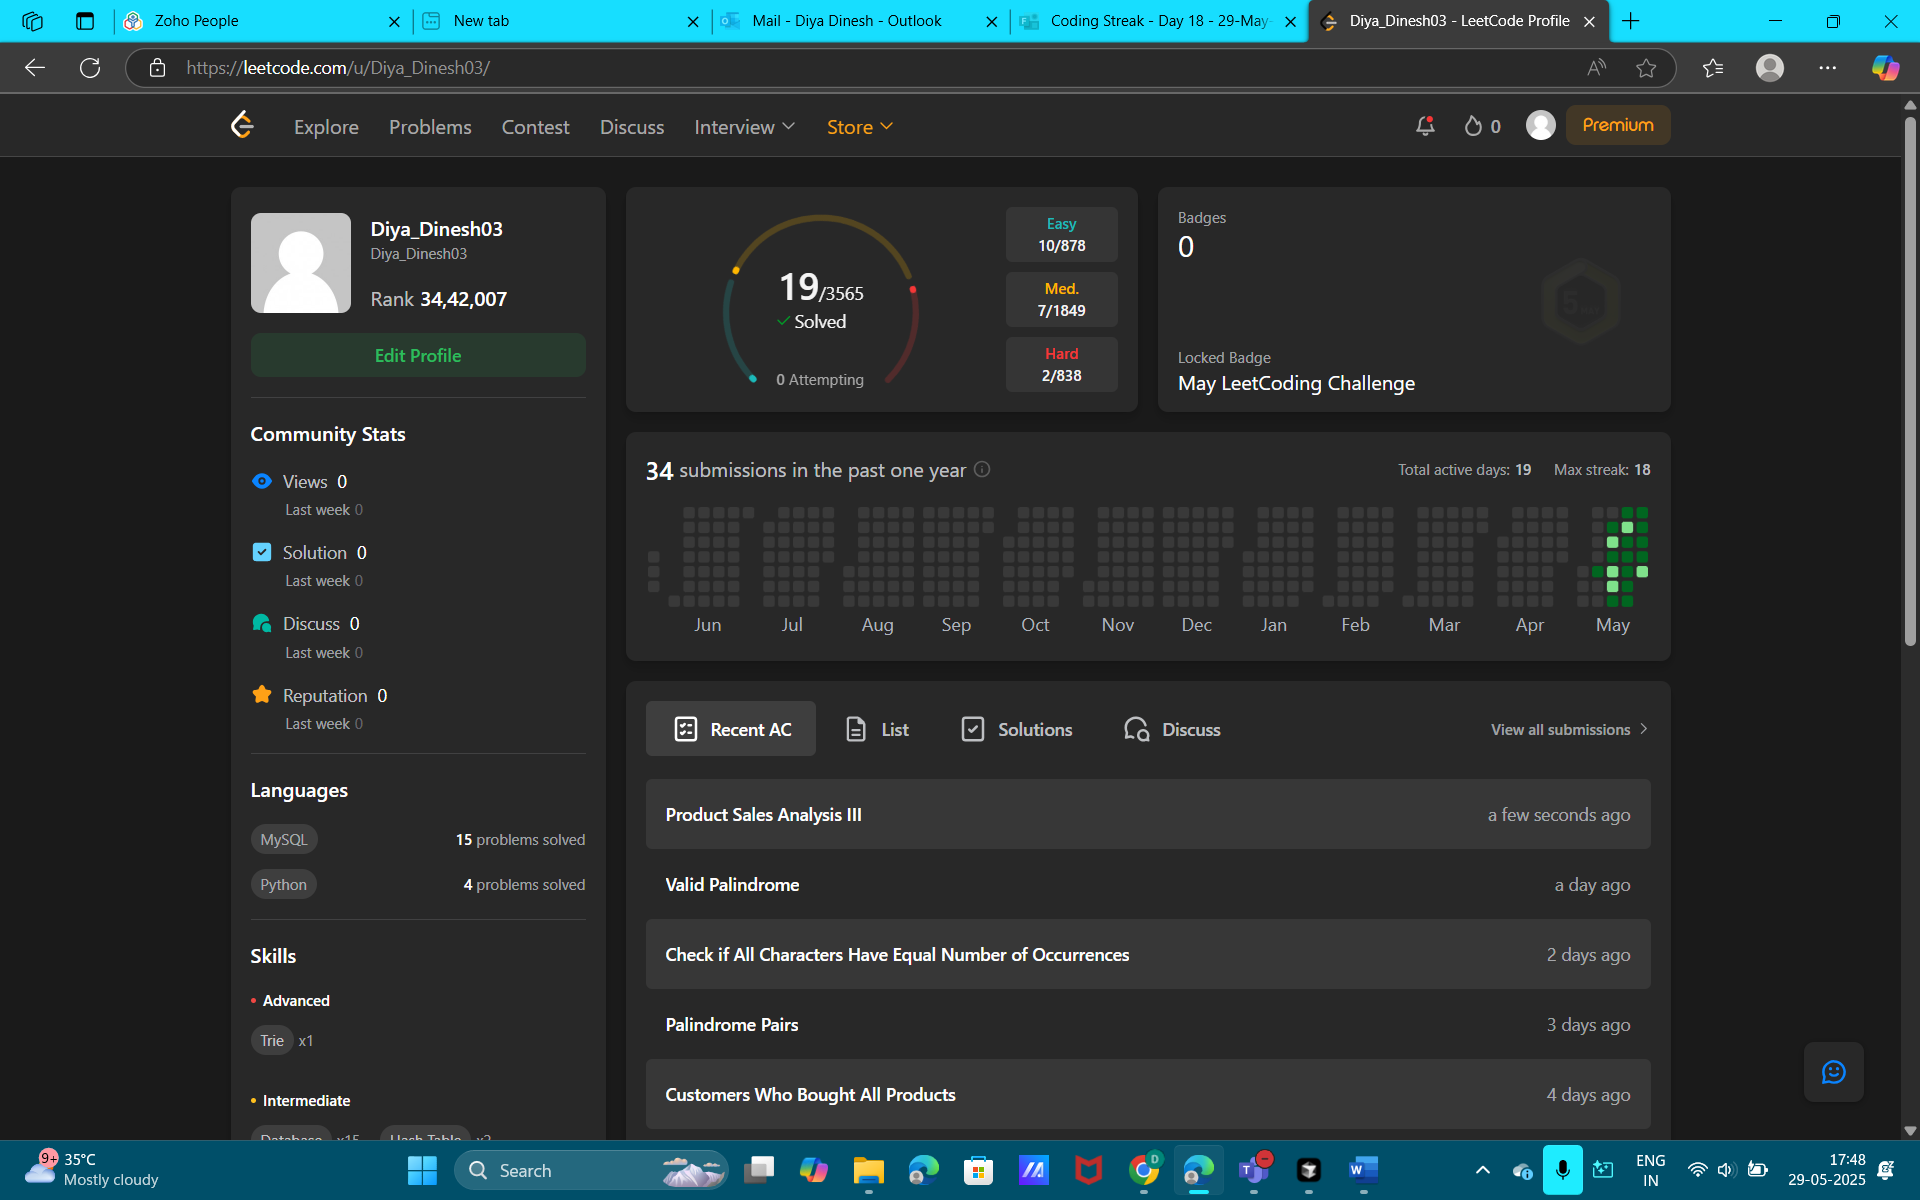 Zoho People
New tab
Mail - Diya Dinesh - Outlook
Coding Streak - Day 18 - 29-May-
Diya_Dinesh03 - LeetCode Profile
https://leetcode.com/u/Diya_Dinesh03/
Explore
Problems
Contest
Discuss
Interview
Store
0
Premium
Diya_Dinesh03
Diya_Dinesh03
Rank 34,42,007
Edit Profile
Community Stats
Views 0
Last week 0
Solution 0
Last week 0
Discuss 0
Last week 0
Reputation 0
Last week 0
Languages
MySQL
15 problems solved
Python
4 problems solved
Skills
Advanced
Trie x1
Intermediate
Database x15 Hash Table x2
19/3565
Solved
0 Attempting
Easy
10/878
Med.
7/1849
Hard
2/838
Badges
0
Locked Badge
May LeetCoding Challenge
34 submissions in the past one year
Total active days: 19 Max streak: 18
Jun Jul Aug Sep Oct Nov Dec Jan Feb Mar Apr May
Recent AC
List
Solutions
Discuss
View all submissions
Product Sales Analysis III
a few seconds ago
Valid Palindrome
a day ago
Check if All Characters Have Equal Number of Occurrences
2 days ago
Palindrome Pairs
3 days ago
Customers Who Bought All Products
4 days ago
9+
35°C
Mostly cloudy
Search
D
ENG
IN
17:48
29-05-2025